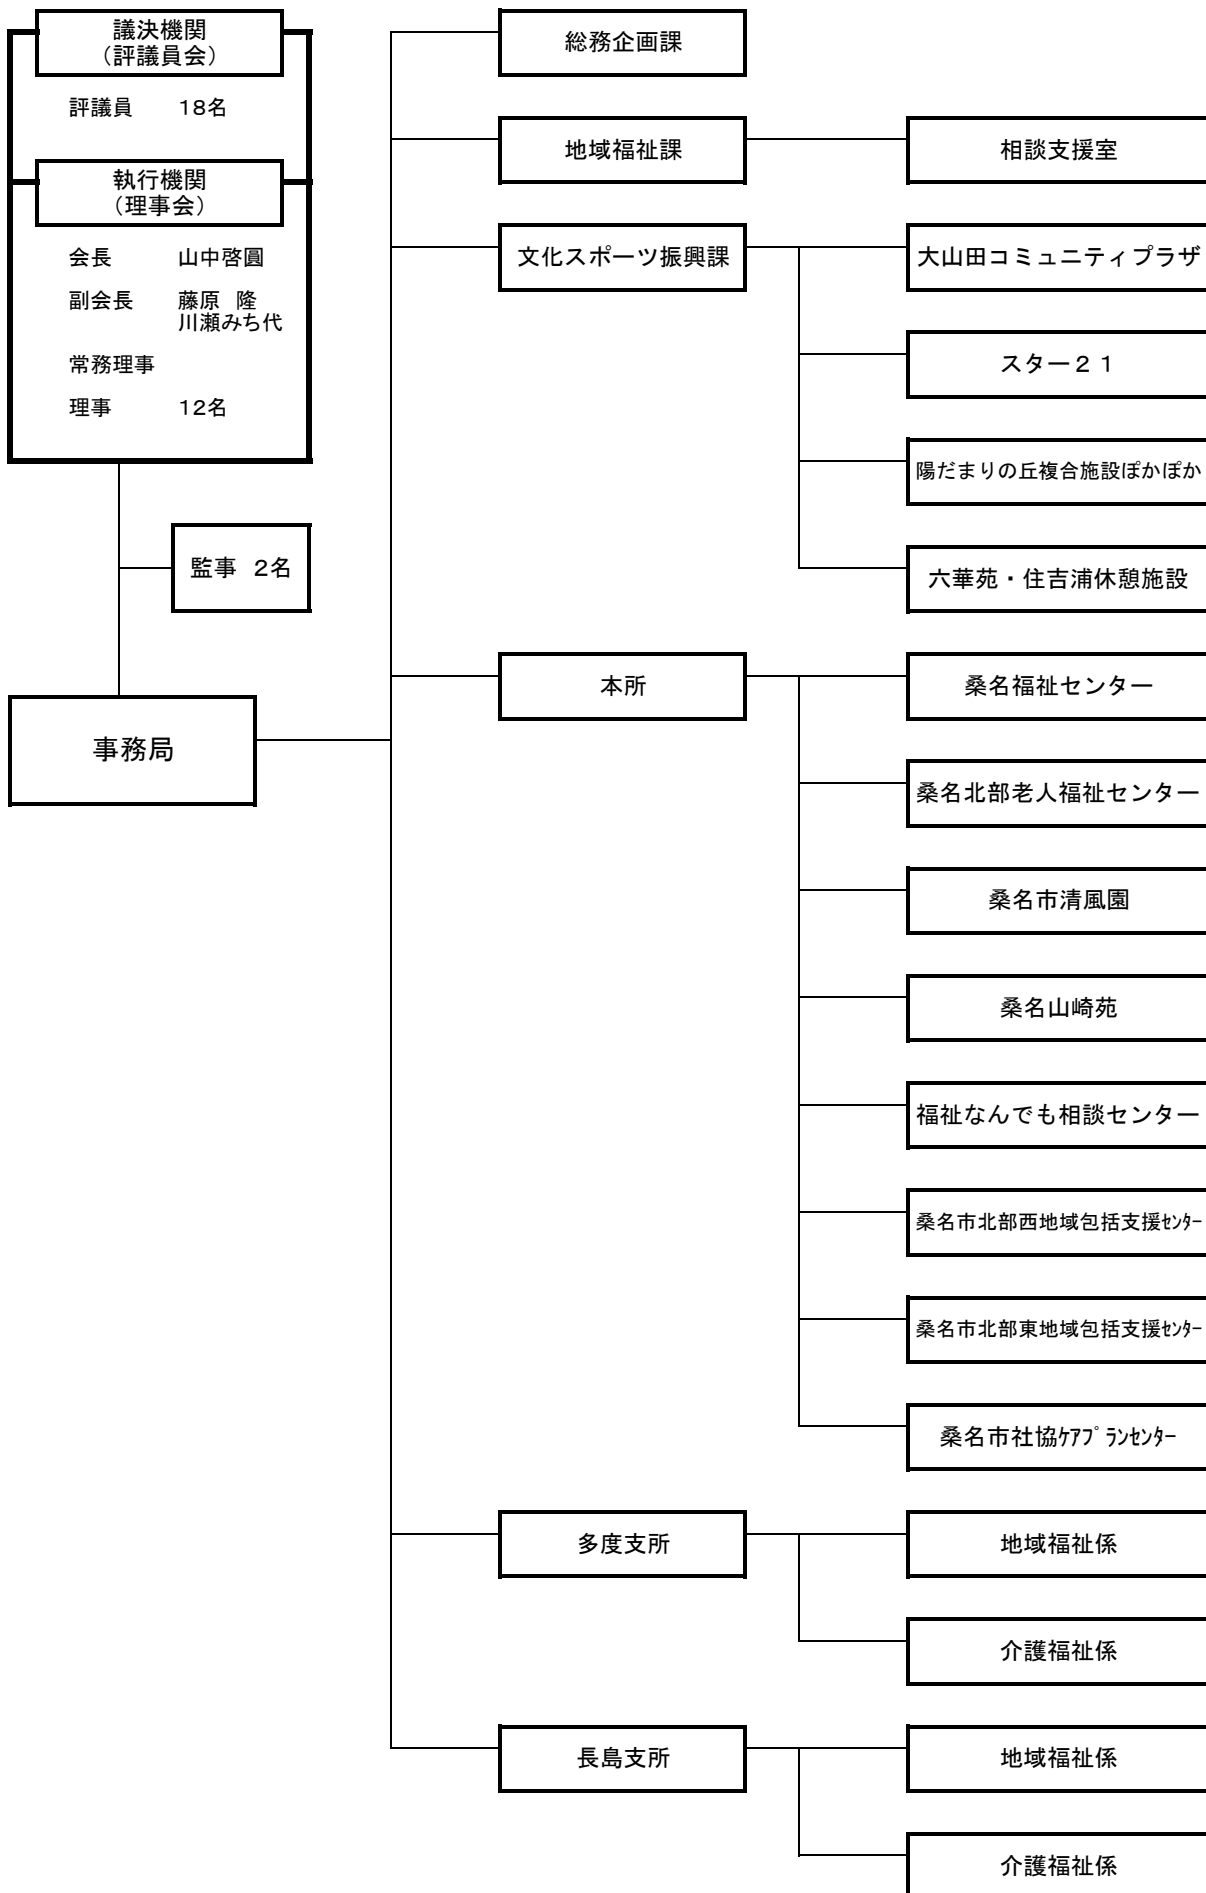 議決機関
（評議員会）
評議員　18名
執行機関
（理事会）
会長　山中啓圓
副会長　藤原　隆
川瀬みち代
常務理事
理事　12名
監事　2名
事務局
総務企画課
地域福祉課
相談支援室
文化スポーツ振興課
大山田コミュニティプラザ
スター２１
陽だまりの丘複合施設ぽかぽか
六華苑・住吉浦休憩施設
本所
桑名福祉センター
桑名北部老人福祉センター
桑名市清風園
桑名山崎苑
福祉なんでも相談センター
桑名市北部西地域包括支援ｾﾝﾀｰ
桑名市北部東地域包括支援ｾﾝﾀｰ
桑名市社協ｹｱﾌﾟﾗﾝｾﾝﾀｰ
多度支所
地域福祉係
介護福祉係
長島支所
地域福祉係
介護福祉係